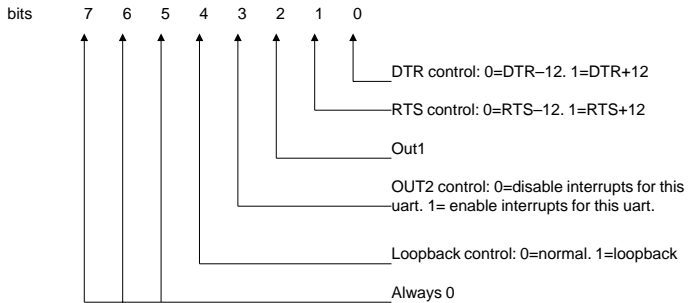 bits 7 6 5 4 3 2 1 0
DTR control: 0=DTR–12. 1=DTR+12
RTS control: 0=RTS–12. 1=RTS+12
Out1
OUT2 control: 0=disable interrupts for this
uart. 1= enable interrupts for this uart.
Loopback control: 0=normal. 1=loopback
Always 0